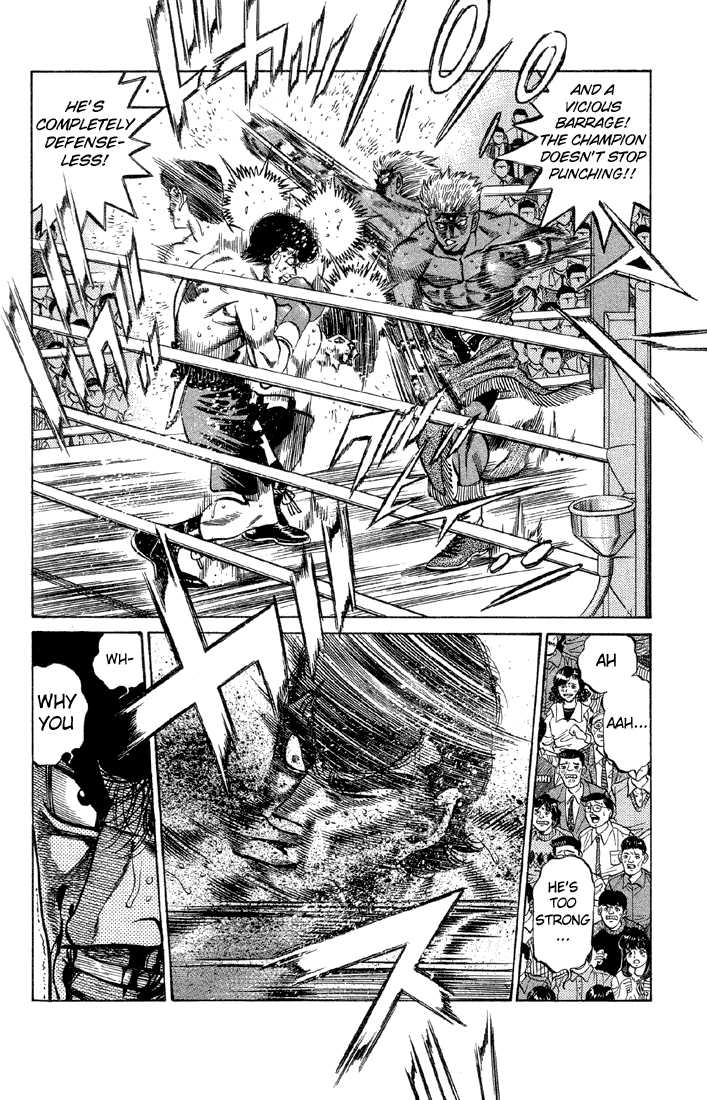 AND A
VICIOUS
BARRAGE!
THE CHAMPION
DOESN'T STOP
PUNCHING!!
HE'S
COMPLETELY
DEFENSE-
LESS!
AH
AAH...
HE'S
TOO
STRONG
...
WH-
WHY
YOU